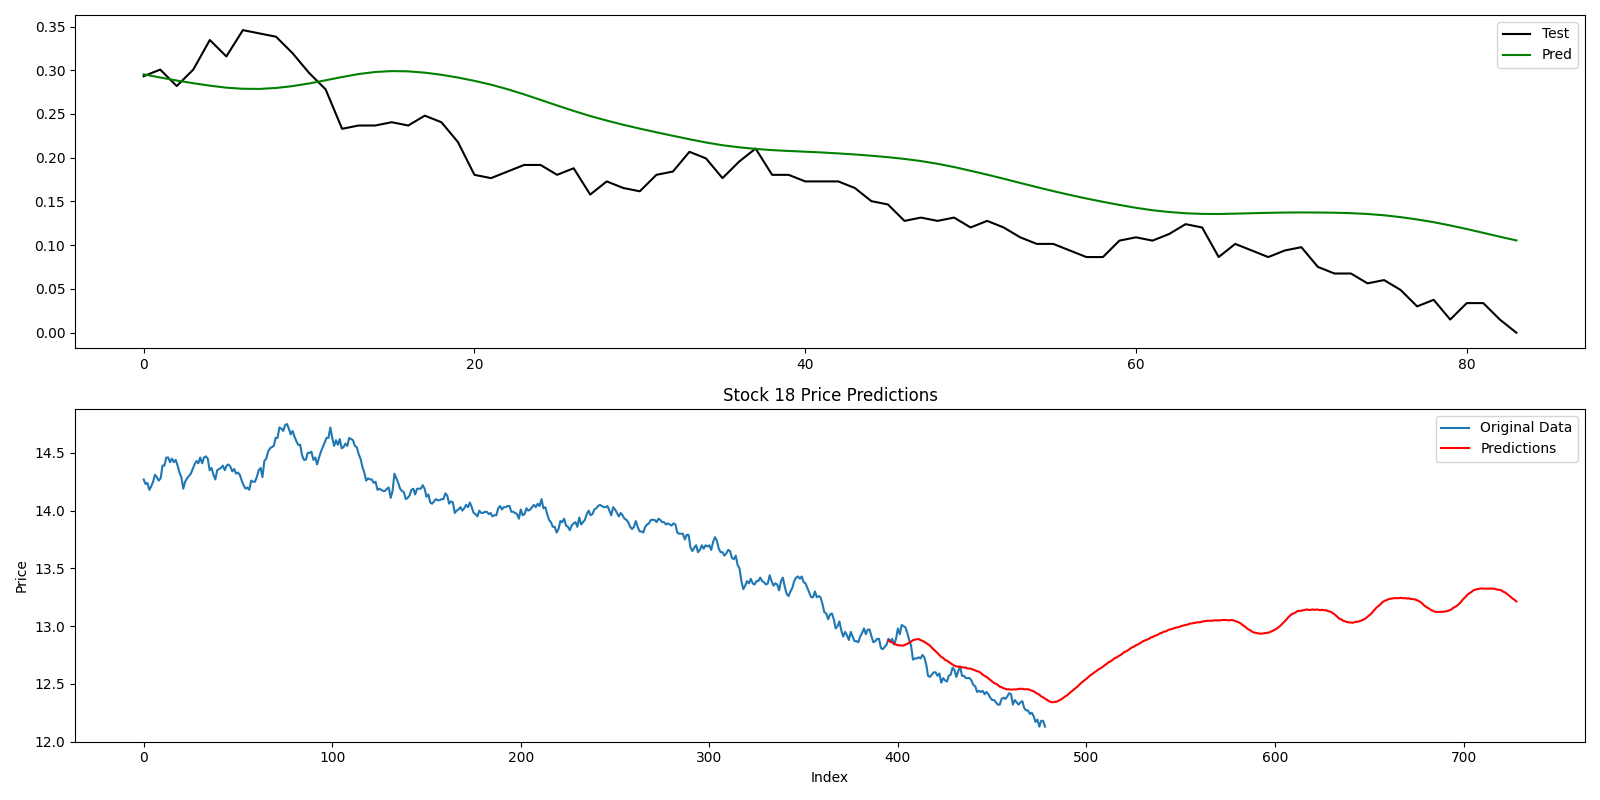 0.35
0.30
0.25
0.20
0.15
0.10
0.05
0.00
Test
Pred
0 20 40 60 80
Stock 18 Price Predictions
Price
14.5
14.0
13.5
13.0
12.5
12.0
Original Data
Predictions
0 100 200 300 400 500 600 700
Index